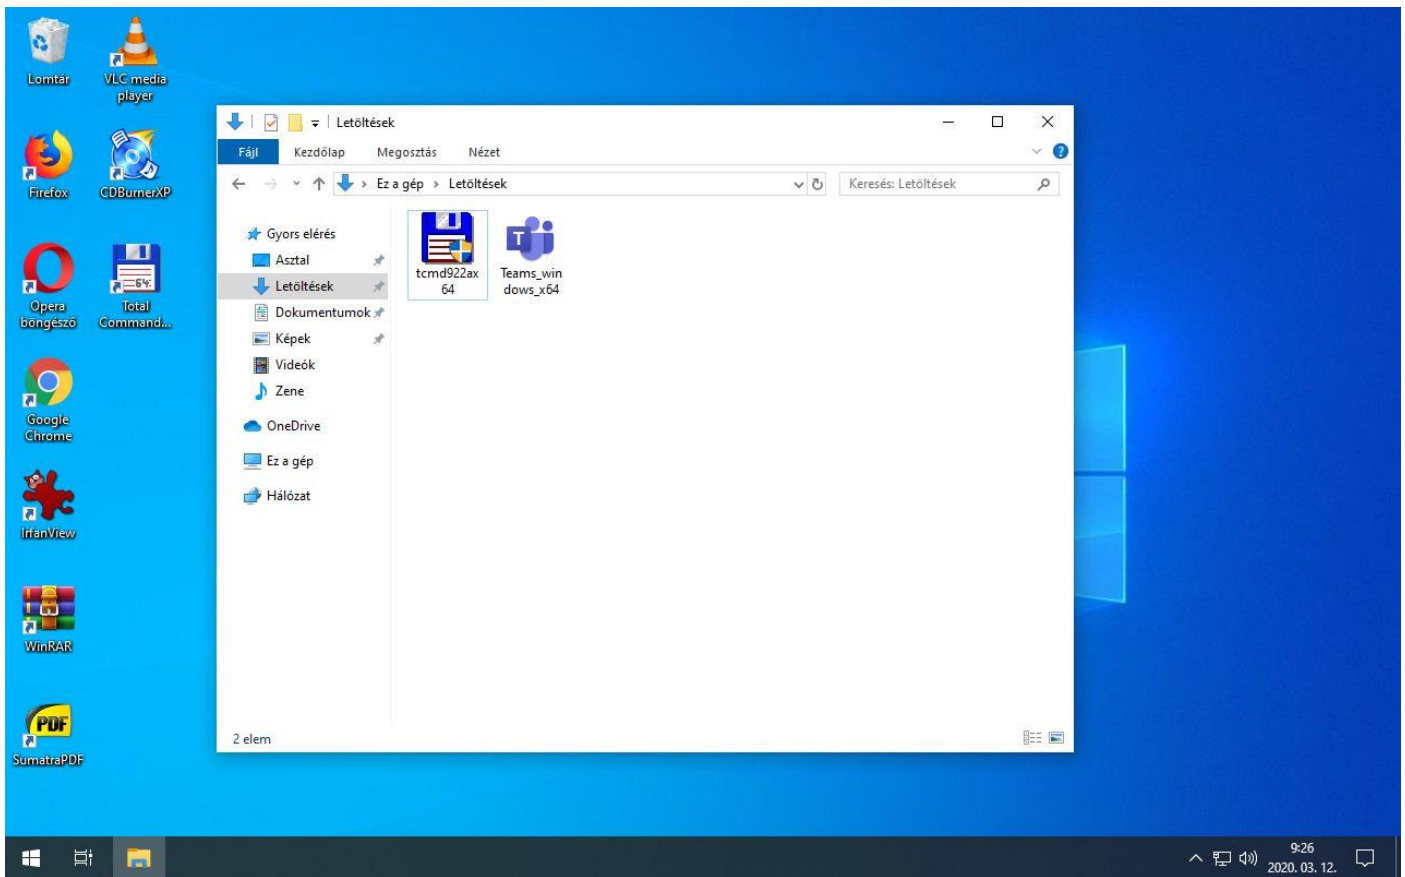 Lomtár
VLC media
player
Firefox
CDBurnerXP
Opera
böngésző
Total
Command...
64
Google
Chrome
IrfanView
WinRAR
PDF
SumatraPDF
Letöltések
Fájl
Kezdőlap
Megosztás
Nézet
Ez a gép › Letöltések
Keresés: Letöltések
Gyors elérés
Asztal
Letöltések
Dokumentumok
Képek
Videók
Zene
OneDrive
Ez a gép
Hálózat
tcmd922ax
64
T
Teams_win
dows_x64
2 elem
9:26
2020. 03. 12.